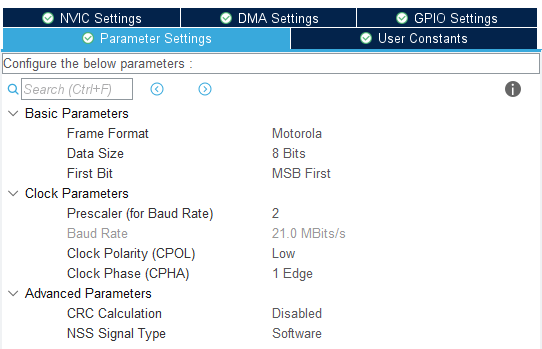 NVIC Settings DMA Settings GPIO Settings
Parameter Settings User Constants
Configure the below parameters :
Search (Ctrl+F)
Basic Parameters
Frame Format Motorola
Data Size 8 Bits
First Bit MSB First
Clock Parameters
Prescaler (for Baud Rate) 2
Baud Rate 21.0 MBits/s
Clock Polarity (CPOL) Low
Clock Phase (CPHA) 1 Edge
Advanced Parameters
CRC Calculation Disabled
NSS Signal Type Software